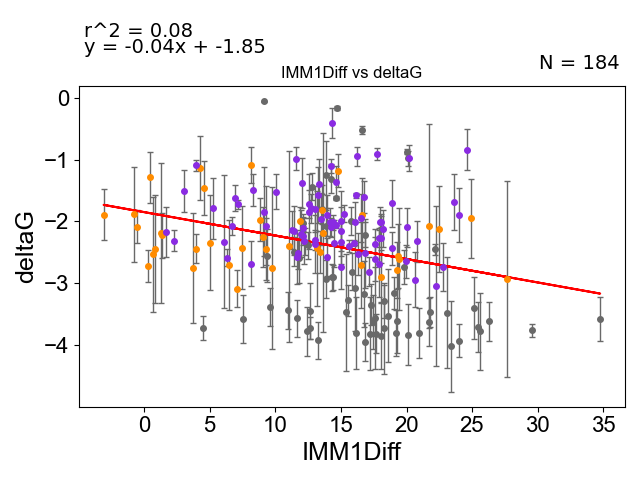 r^2 = 0.08
y = -0.04x + -1.85
N = 184
IMM1Diff vs deltaG
0
−1
−2
−3
−4
deltaG
0 5 10 15 20 25 30 35
IMM1Diff